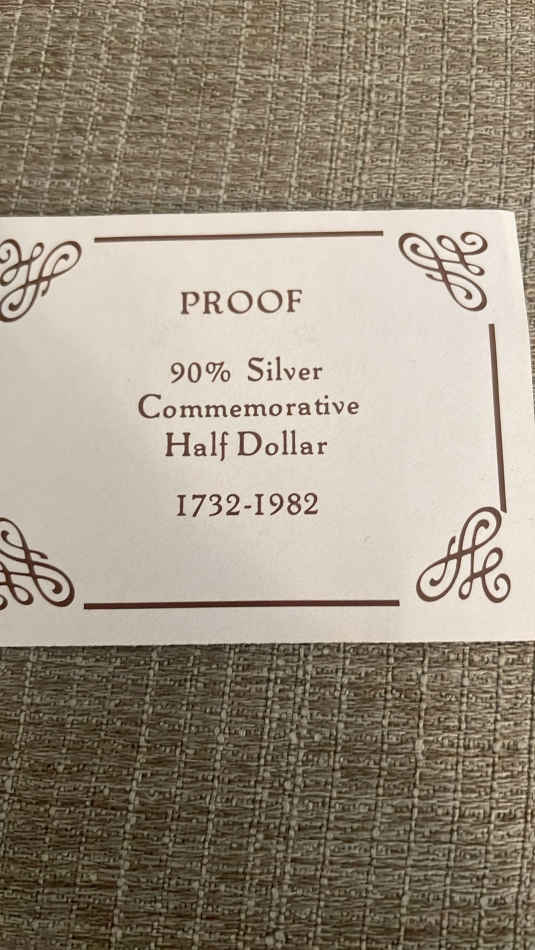 PROOF
90% Silver
Commemorative
Half Dollar
1732-1982